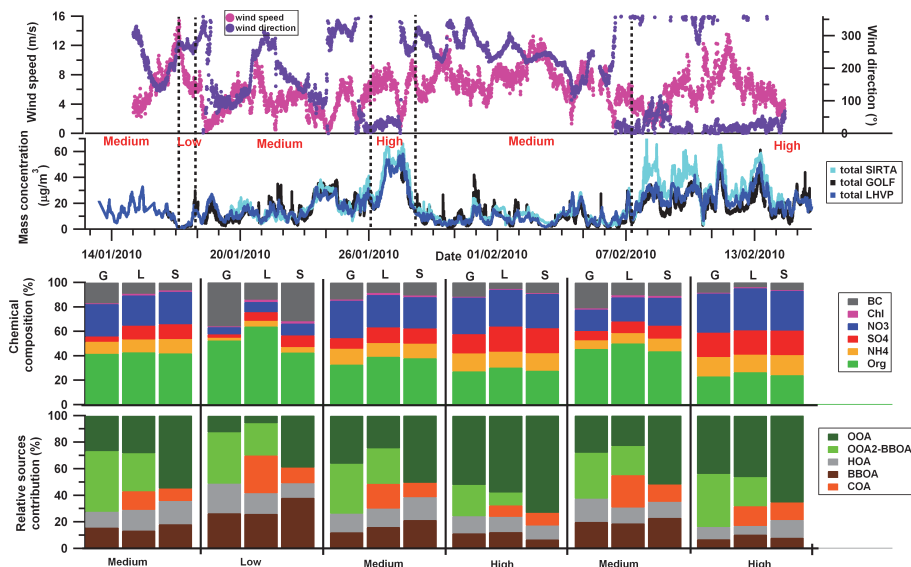 wind speed
wind direction
Wind speed (m/s)
16
12
8
4
0
Wind direction (°)
300
200
100
0
Medium
Low
Medium
High
Medium
High
Mass concentration
(µg/m3)
60
40
20
0
total SIRTA
total GOLF
total LHVP
14/01/2010
20/01/2010
26/01/2010
Date
01/02/2010
07/02/2010
13/02/2010
G L S G L S G L S G L S G L S G L S
Chemical
composition (%)
100
80
60
40
20
0
BC
Chl
NO3
SO4
NH4
Org
Relative sources
contribution (%)
100
80
60
40
20
0
OOA
OOA2-BBOA
HOA
BBOA
COA
Medium
Low
Medium
High
Medium
High